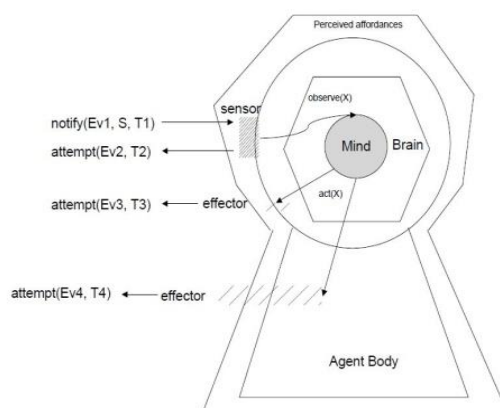 Perceived affordances
sensor
observe(X)
notify(Ev1, S, T1)
attempt(Ev2, T2)
Mind
Brain
act(X)
attempt(Ev3, T3)
effector
attempt(Ev4, T4)
effector
Agent Body